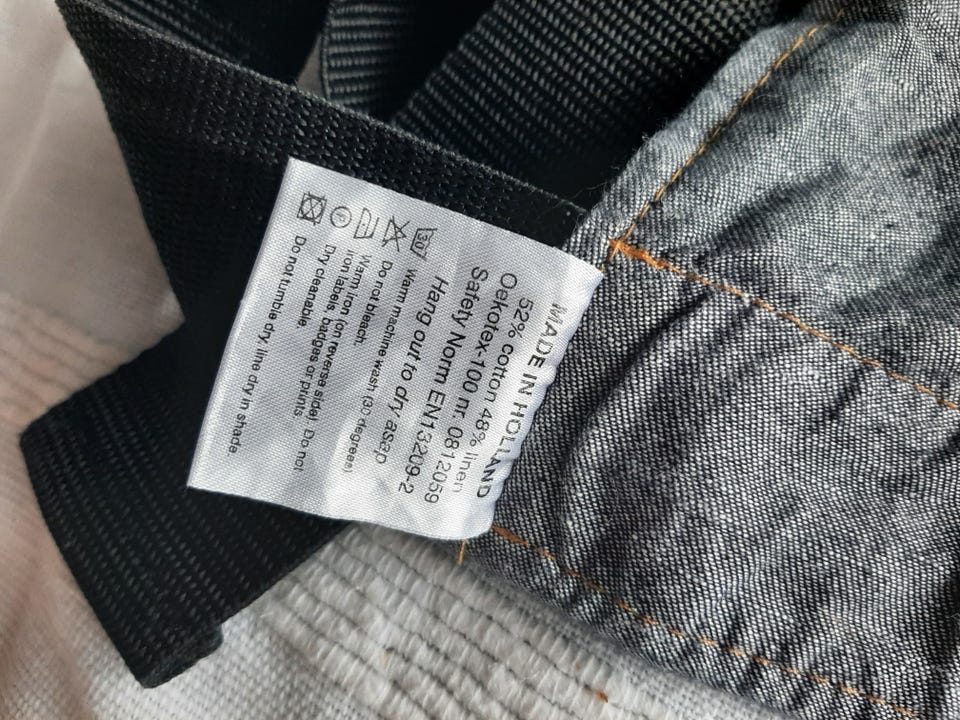 MADE IN HOLLAND
52% cotton 48% linen
Oekotex-100 nr. 0812059
Safety Norm EN13209-2
Hang out to dry asap
30 Warm machine wash (30 degrees)
Do not bleach
Warm iron (on reverse side). Do not
iron labels, badges or prints
P Dry cleanable
Do not tumble dry, line dry in shade